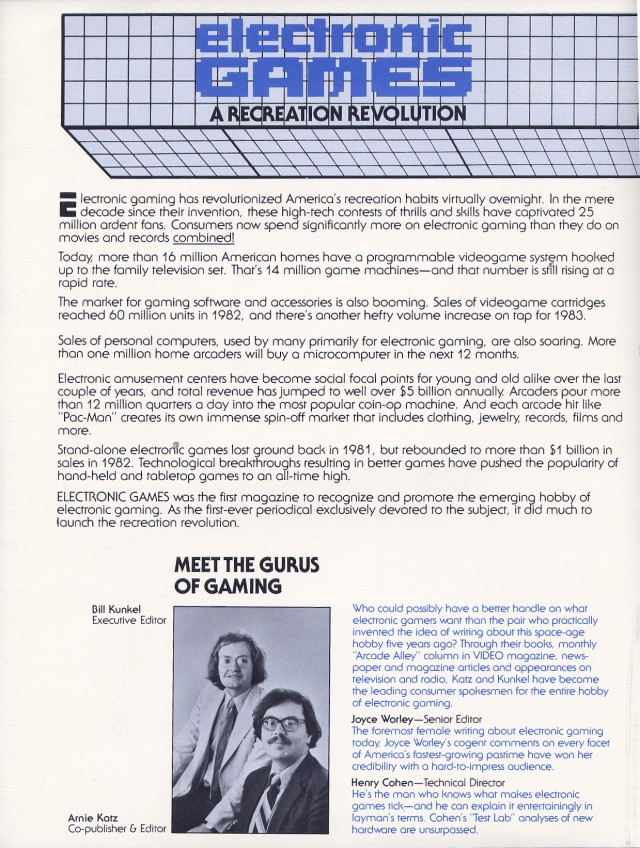 electronic
GAMES
A RECREATION REVOLUTION
Electronic gaming has revolutionized America's recreation habits virtually overnight. In the mere
decade since their invention, these high-tech contests of thrills and skills have captivated 25
million ardent fans. Consumers now spend significantly more on electronic gaming than they do on
movies and records combined!
Today, more than 16 million American homes have a programmable videogame system hooked
up to the family television set. That's 14 million game machines—and that number is still rising at a
rapid rate.
The market for gaming software and accessories is also booming. Sales of videogame cartridges
reached 60 million units in 1982, and there's another hefty volume increase on tap for 1983.
Sales of personal computers, used by many primarily for electronic gaming, are also soaring. More
than one million home arcaders will buy a microcomputer in the next 12 months.
Electronic amusement centers have become social focal points for young and old alike over the last
couple of years, and total revenue has jumped to well over $5 billion annually. Arcaders pour more
than 12 million quarters a day into the most popular coin-op machine. And each arcade hit like
"Pac-Man" creates its own immense spin-off market that includes clothing, jewelry, records, films and
more.
Stand-alone electronic games lost ground back in 1981, but rebounded to more than $1 billion in
sales in 1982. Technological breakthroughs resulting in better games have pushed the popularity of
hand-held and tabletop games to an all-time high.
ELECTRONIC GAMES was the first magazine to recognize and promote the emerging hobby of
electronic gaming. As the first-ever periodical exclusively devoted to the subject, it did much to
launch the recreation revolution.
MEET THE GURUS
OF GAMING
Bill Kunkel
Executive Editor
Arnie Katz
Co-publisher & Editor
Who could possibly have a better handle on what
electronic gamers want than the pair who practically
invented the idea of writing about this space-age
hobby five years ago? Through their books, monthly
"Arcade Alley" column in VIDEO magazine, news-
paper and magazine articles and appearances on
television and radio, Katz and Kunkel have become
the leading consumer spokesmen for the entire hobby
of electronic gaming.
Joyce Worley—Senior Editor
The foremost female writing about electronic gaming
today, Joyce Worley's cogent comments on every facet
of America's fastest-growing pastime have won her
credibility with a hard-to-impress audience.
Henry Cohen—Technical Director
He's the man who knows what makes electronic
games tick—and he can explain it entertainingly in
layman's terms. Cohen's "Test Lab" analyses of new
hardware are unsurpassed.